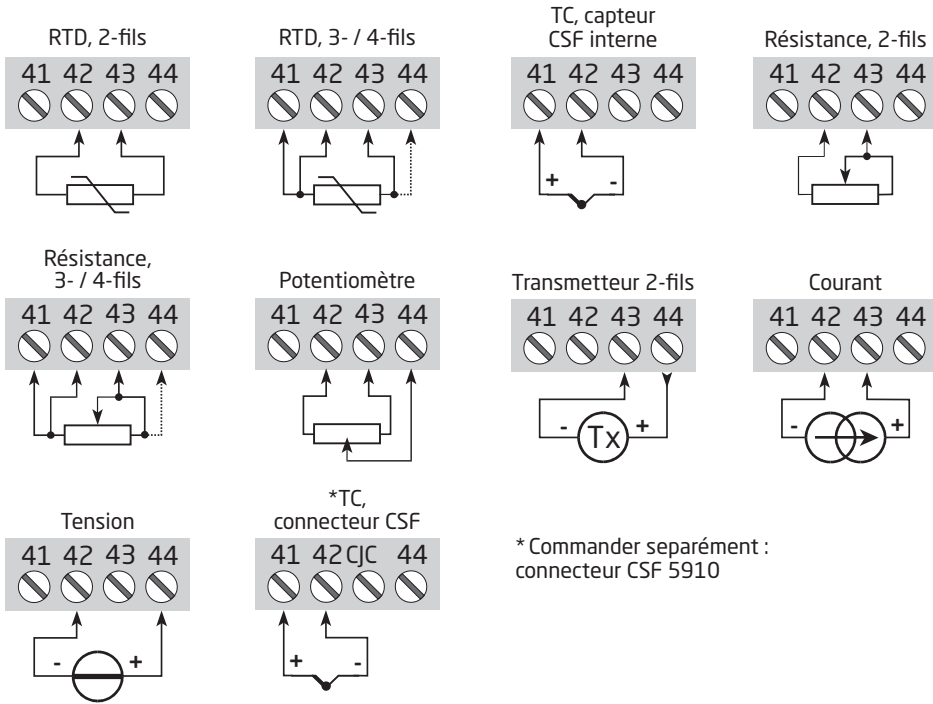 RTD, 2-fils
41 42 43 44
RTD, 3- / 4-fils
41 42 43 44
TC, capteur
CSF interne
41 42 43 44
+ -
Résistance, 2-fils
41 42 43 44
Résistance,
3- / 4-fils
41 42 43 44
Potentiomètre
41 42 43 44
Transmetteur 2-fils
41 42 43 44
- Tx +
Courant
41 42 43 44
- +
Tension
41 42 43 44
- +
*TC,
connecteur CSF
41 42 CJC 44
+ -
* Commander separément :
connecteur CSF 5910